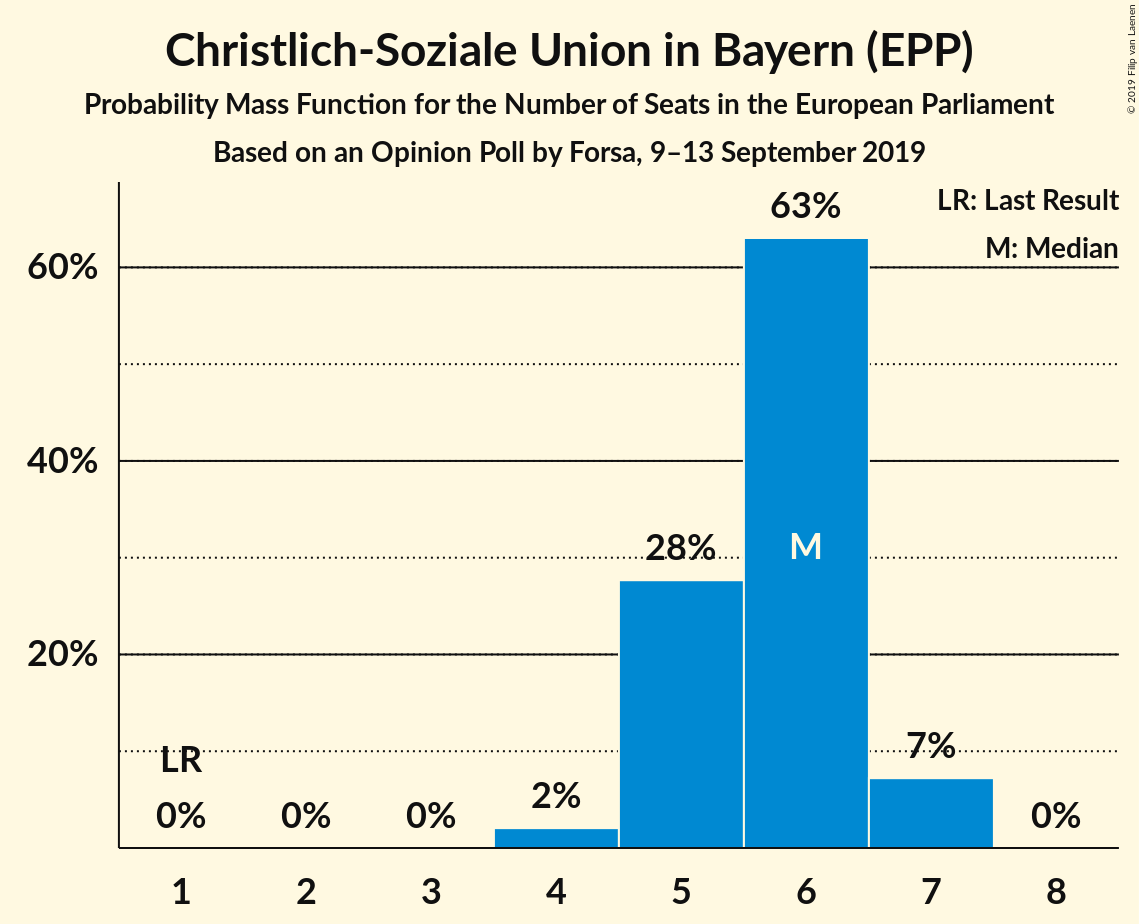 Christlich-Soziale Union in Bayern (EPP)
Probability Mass Function for the Number of Seats in the European Parliament
Based on an Opinion Poll by Forsa, 9–13 September 2019
© 2019 Filip van Laenen
LR: Last Result
M: Median
63%
60%
40%
28%
M
20%
LR
7%
2%
0%
0%
0%
0%
1
2
3
4
5
6
7
8